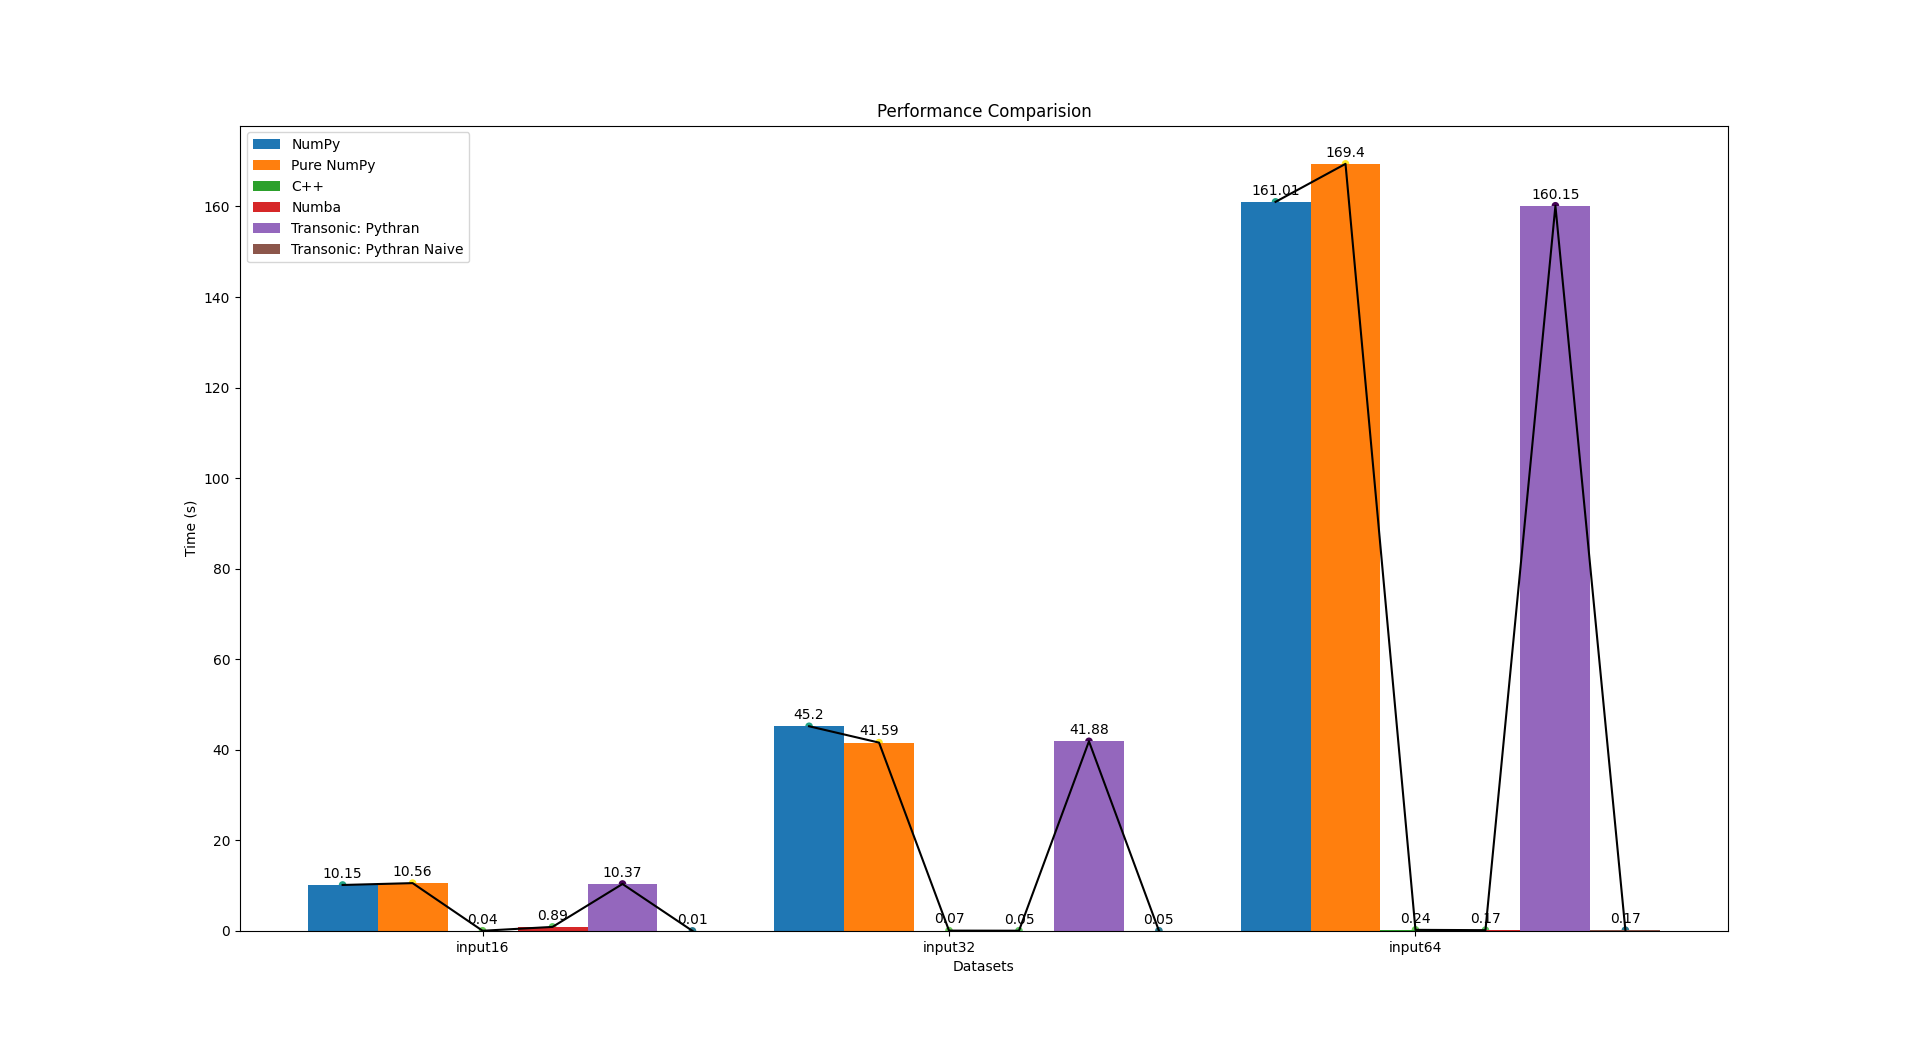 Performance Comparision
NumPy
Pure NumPy
C++
Numba
Transonic: Pythran
Transonic: Pythran Naive
Time (s)
160
140
120
100
80
60
40
20
0
10.15
10.56
0.04
0.89
10.37
0.01
45.2
41.59
0.07
0.05
41.88
0.05
161.01
169.4
0.24
0.17
160.15
0.17
input16
input32
input64
Datasets